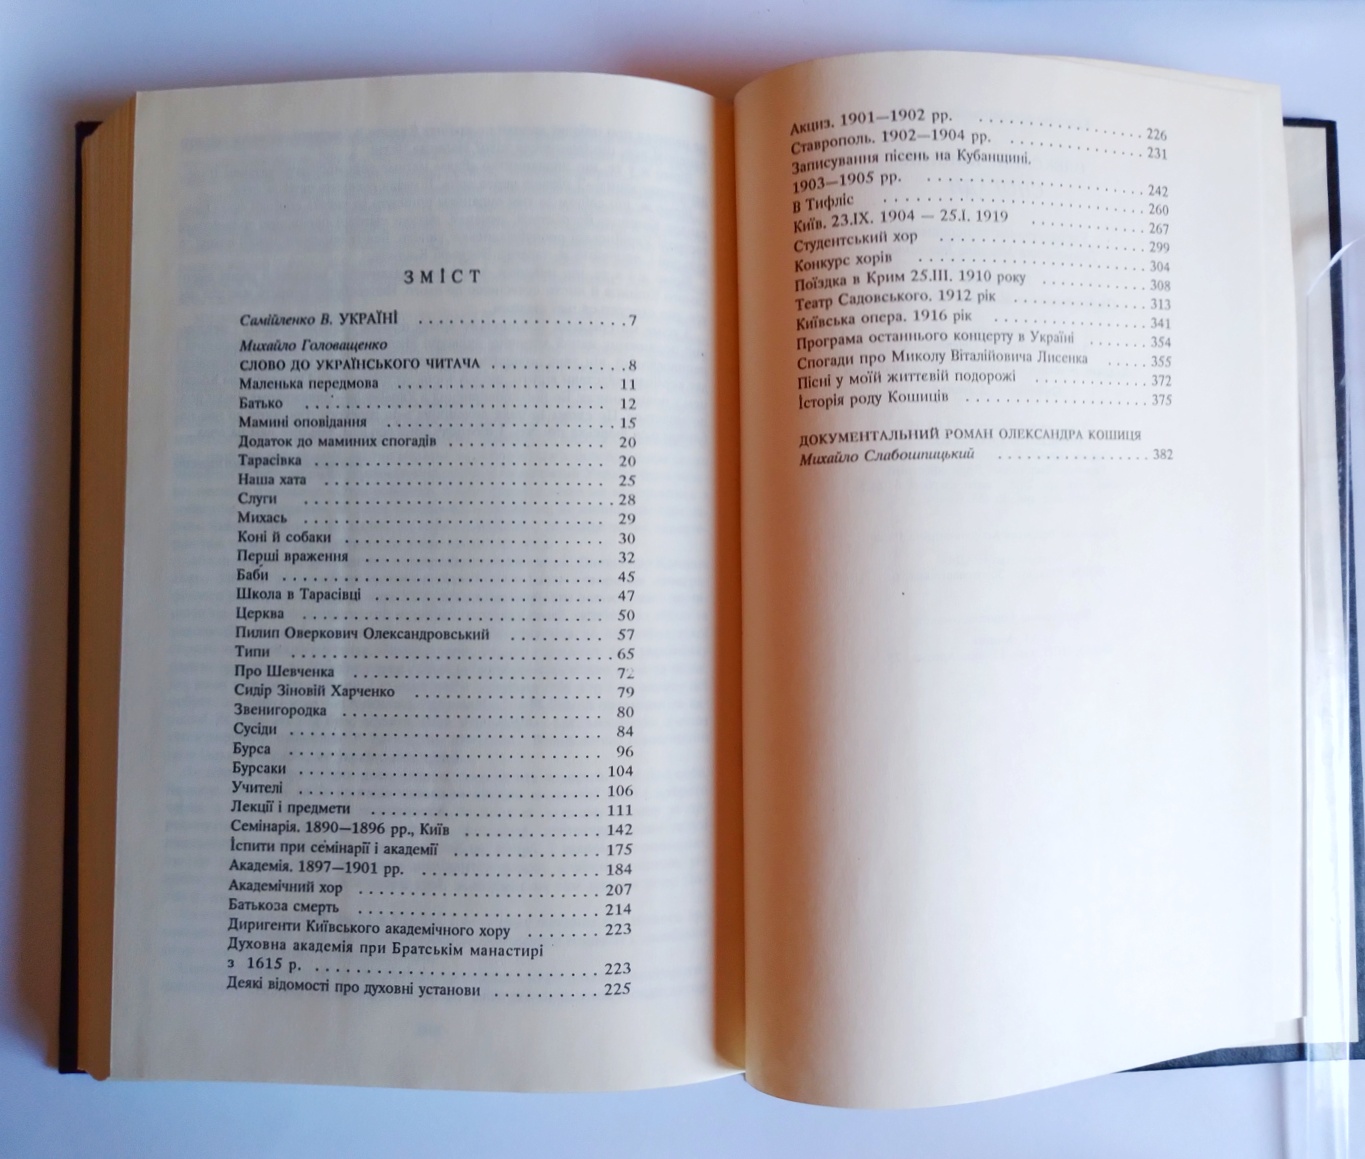 ЗМІСТ
Самійленко В. УКРАЇНІ . . . . . . . . . . . . . . . . . . 7
Михайло Головащенко
СЛОВО ДО УКРАЇНСЬКОГО ЧИТАЧА . . . . . . . . . . . . 8
Маленька передмова . . . . . . . . . . . . . . . . . . 11
Батько . . . . . . . . . . . . . . . . . . 12
Мамині оповідання . . . . . . . . . . . . . . . . . . 15
Додаток до маминих спогадів . . . . . . . . . . . . . . 20
Тарасівка . . . . . . . . . . . . . . . . . . 20
Наша хата . . . . . . . . . . . . . . . . . . 25
Слуги . . . . . . . . . . . . . . . . . . 28
Михась . . . . . . . . . . . . . . . . . . 29
Коні й собаки . . . . . . . . . . . . . . . . . . 30
Перші враження . . . . . . . . . . . . . . . . . . 32
Баби . . . . . . . . . . . . . . . . . . 45
Школа в Тарасівці . . . . . . . . . . . . . . . . . . 47
Церква . . . . . . . . . . . . . . . . . . 50
Пилип Оверкович Олександровський . . . . . . . . 57
Типи . . . . . . . . . . . . . . . . . . 65
Про Шевченка . . . . . . . . . . . . . . . . . . 72
Сидір Зіновій Харченко . . . . . . . . . . . . . . . . 79
Звенигородка . . . . . . . . . . . . . . . . . . 80
Сусіди . . . . . . . . . . . . . . . . . . 84
Бурса . . . . . . . . . . . . . . . . . . 96
Бурсаки . . . . . . . . . . . . . . . . . . 104
Учителі . . . . . . . . . . . . . . . . . . 106
Лекції і предмети . . . . . . . . . . . . . . . . . . 111
Семінарія. 1890—1896 рр., Київ . . . . . . . . . . . . 142
Іспити при семінарії і академії . . . . . . . . . . . . 175
Академія. 1897—1901 рр. . . . . . . . . . . . . . . . 184
Академічний хор . . . . . . . . . . . . . . . . . . 207
Батькоза смерть . . . . . . . . . . . . . . . . . . 214
Диригенти Київського академічного хору . . . . . . . 223
Духовна академія при Братськім манастирі
з 1615 р. . . . . . . . . . . . . . . . . . . 223
Деякі відомості про духовні установи . . . . . . . . . 225
Акциз. 1901—1902 рр. . . . . . . . . . . . . . . 226
Ставрополь. 1902—1904 рр. . . . . . . . . . . . . 231
Записування пісень на Кубанщині.
1903—1905 рр. . . . . . . . . . . . . . . . . . . 242
В Тифліс . . . . . . . . . . . . . . . . . . 260
Київ. 23.IX. 1904 — 25.I. 1919 . . . . . . . . . . . 267
Студентський хор . . . . . . . . . . . . . . . . . . 299
Конкурс хорів . . . . . . . . . . . . . . . . . . 304
Поїздка в Крим 25.III. 1910 року . . . . . . . . . . 308
Театр Садовського. 1912 рік . . . . . . . . . . . . 313
Київська опера. 1916 рік . . . . . . . . . . . . . . 341
Програма останнього концерту в Україні . . . . . . 354
Спогади про Миколу Віталійовича Лисенка . . . . . 355
Пісні у моїй життєвій подорожі . . . . . . . . . . . 372
Історія роду Кошиців . . . . . . . . . . . . . . . . 375
ДОКУМЕНТАЛЬНИЙ РОМАН ОЛЕКСАНДРА КОШИЦЯ
Михайло Слабошпицький . . . . . . . . . . . . . . 382